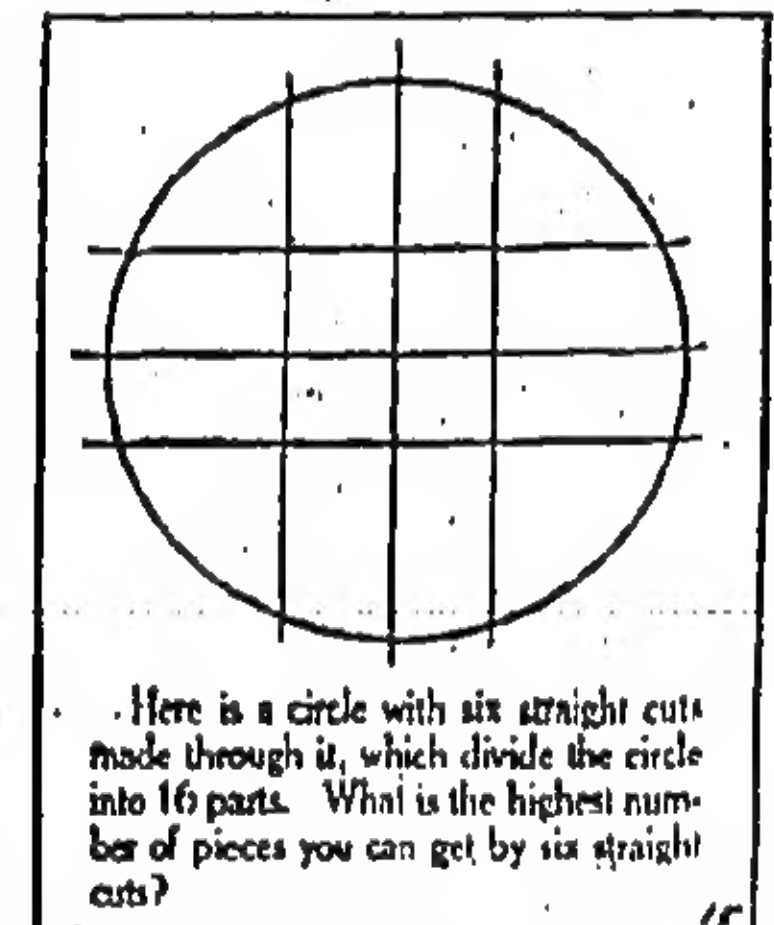 Here is a circle with six straight cuts
made through it, which divide the circle
into 16 parts. What is the highest num-
ber of pieces you can get by six straight
cuts?